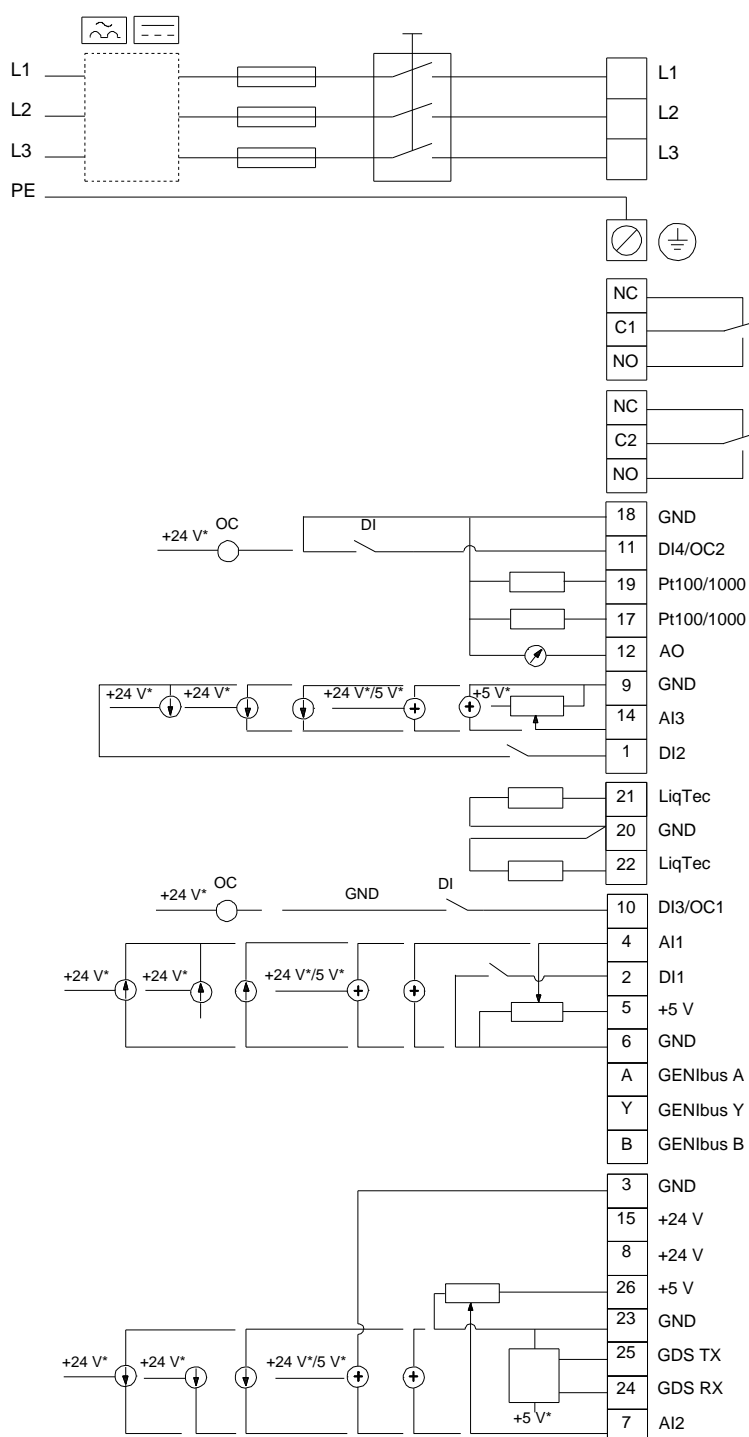 L1 L1
L2 L2
L3 L3
PE
NC
C1
NO
NC
C2
NO
18 GND
+24 V* OC DI 11 DI4/OC2
19 Pt100/1000
17 Pt100/1000
12 AO
9 GND
+24 V* +24 V* +24 V*/5 V* +5 V*
14 AI3
1 DI2
21 LiqTec
20 GND
22 LiqTec
+24 V* OC GND DI 10 DI3/OC1
4 AI1
+24 V* +24 V* +24 V*/5 V* 2 DI1
5 +5 V
6 GND
A GENIbus A
Y GENIbus Y
B GENIbus B
3 GND
15 +24 V
8 +24 V
26 +5 V
23 GND
+24 V* +24 V* +24 V*/5 V* 25 GDS TX
24 GDS RX
+5 V* 7 AI2